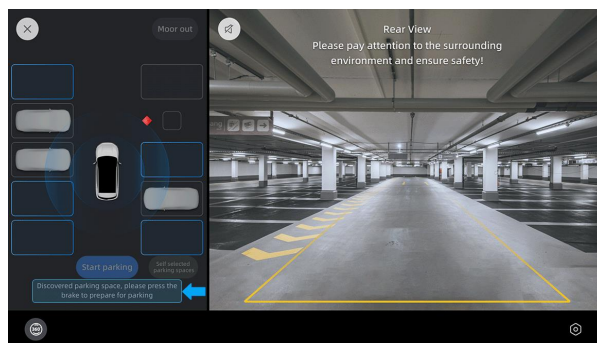 Moor out
Rear View
Please pay attention to the surrounding
environment and ensure safety!
Start parking
Self selected
parking spaces
Discovered parking space, please press the
brake to prepare for parking
360